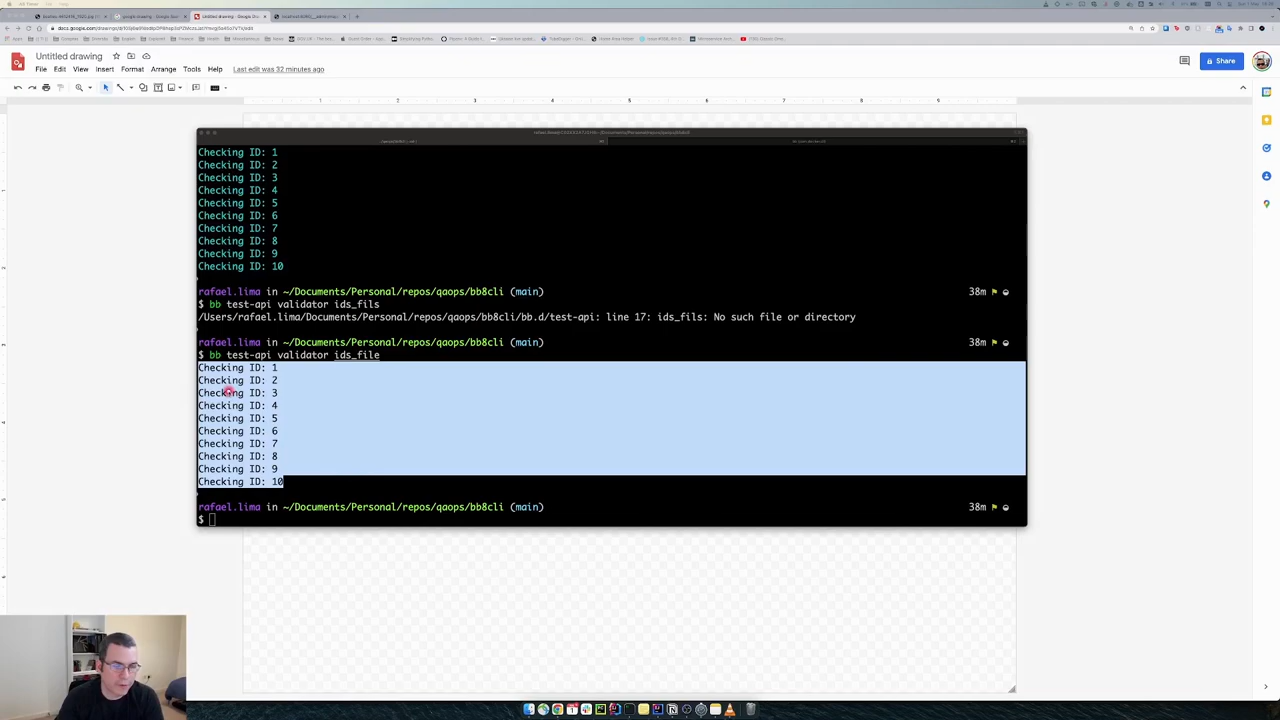 Untitled drawing
File Edit View Insert Format Arrange Tools Help Last edit was 32 minutes ago
Share
Checking ID: 1
Checking ID: 2
Checking ID: 3
Checking ID: 4
Checking ID: 5
Checking ID: 6
Checking ID: 7
Checking ID: 8
Checking ID: 9
Checking ID: 10
rafael.lima in ~/Documents/Personal/repos/qaops/bb8cli (main) 38m
$ bb test-api validator ids_fils
/Users/rafael.lima/Documents/Personal/repos/qaops/bb8cli/bb.d/test-api: line 17: ids_fils: No such file or directory
rafael.lima in ~/Documents/Personal/repos/qaops/bb8cli (main) 38m
$ bb test-api validator ids_file
Checking ID: 1
Checking ID: 2
Checking ID: 3
Checking ID: 4
Checking ID: 5
Checking ID: 6
Checking ID: 7
Checking ID: 8
Checking ID: 9
Checking ID: 10
rafael.lima in ~/Documents/Personal/repos/qaops/bb8cli (main) 38m
$